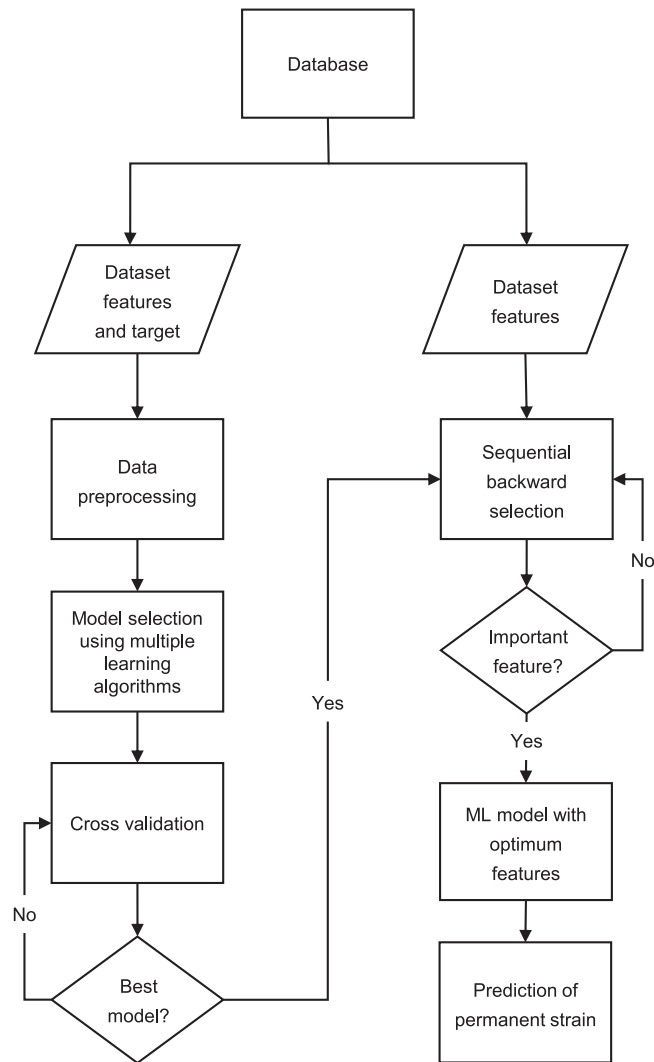 Database
Dataset
features
and target
Data
preprocessing
Model selection
using multiple
learning
algorithms
Cross validation
No
Best
model?
Yes
Dataset
features
Sequential
backward
selection
No
Important
feature?
Yes
ML model with
optimum
features
Prediction of
permanent strain